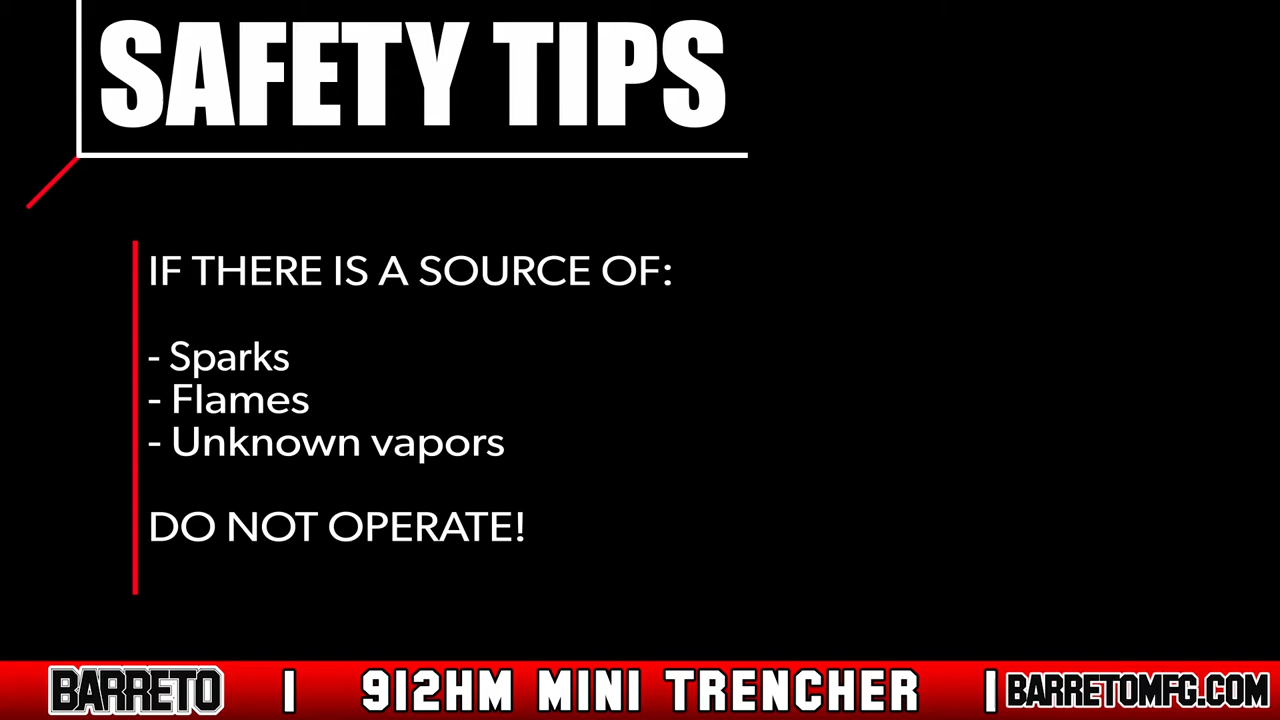 SAFETY TIPS
IF THERE IS A SOURCE OF:
- Sparks
- Flames
- Unknown vapors
DO NOT OPERATE!
BARRETO | 912HM MINI TRENCHER | BARRETOMFG.COM